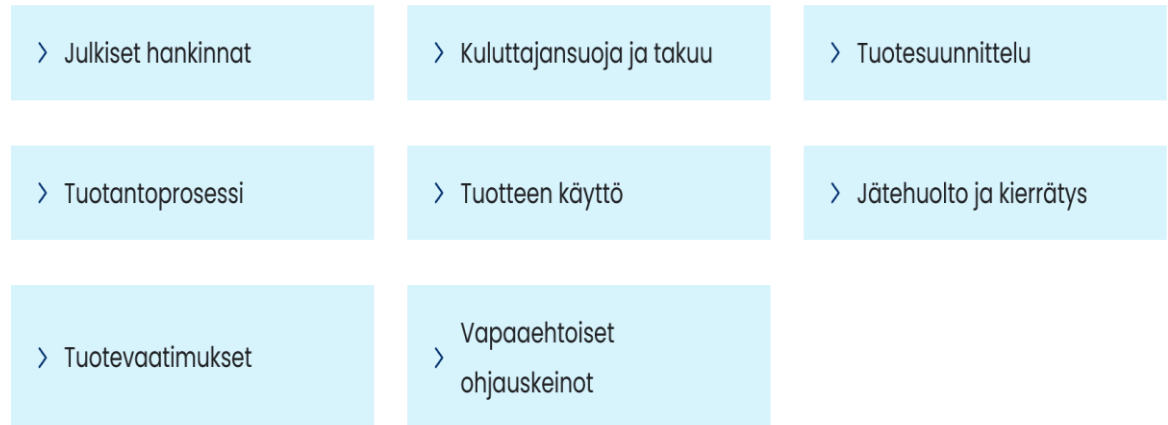 Julkiset hankinnat
Kuluttajansuoja ja takuu
Tuotesuunnittelu
Tuotantoprosessi
Tuotteen käyttö
Jätehuolto ja kierrätys
Tuotevaatimukset
Vapaaehtoiset
ohjauskeinot